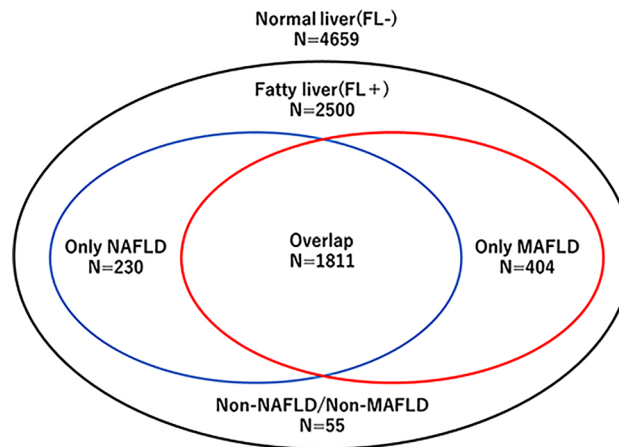 Normal liver(FL-)
N=4659
Fatty liver(FL+)
N=2500
Only NAFLD
N=230
Overlap
N=1811
Only MAFLD
N=404
Non-NAFLD/Non-MAFLD
N=55